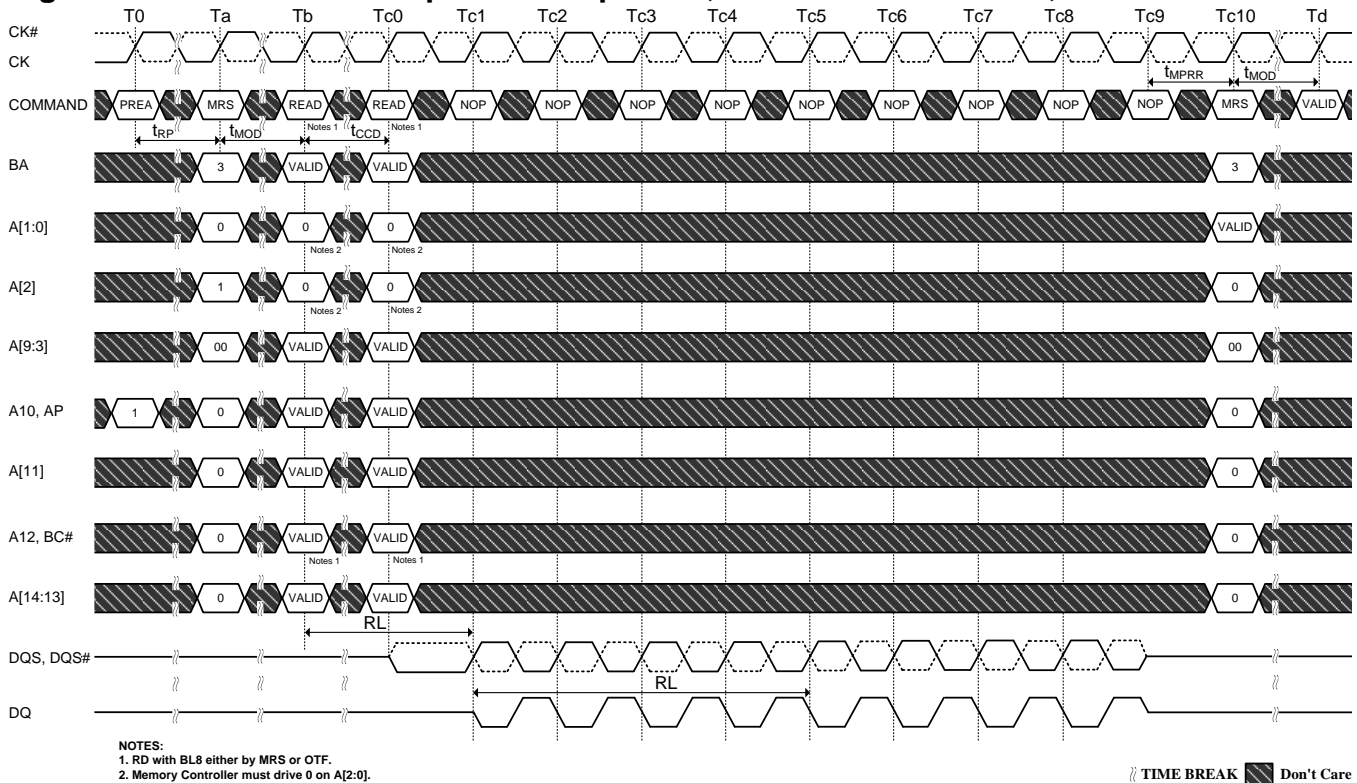 T0 Ta Tb Tc0 Tc1 Tc2 Tc3 Tc4 Tc5 Tc6 Tc7 Tc8 Tc9 Tc10 Td
CK#
CK
tMPRR tMOD
COMMAND PREA MRS READ READ NOP NOP NOP NOP NOP NOP NOP NOP NOP MRS VALID
Notes 1 Notes 1
tRP tMOD tCCD
BA 3 VALID VALID 3
A[1:0] 0 0 0 VALID
Notes 2 Notes 2
A[2] 1 0 0 0
Notes 2 Notes 2
A[9:3] 00 VALID VALID 00
A10, AP 1 0 VALID VALID 0
A[11] 0 VALID VALID 0
A12, BC# 0 VALID VALID 0
Notes 1 Notes 1
A[14:13] 0 VALID VALID 0
RL
DQS, DQS#
RL
DQ
NOTES:
1. RD with BL8 either by MRS or OTF.
2. Memory Controller must drive 0 on A[2:0].
TIME BREAK Don't Care